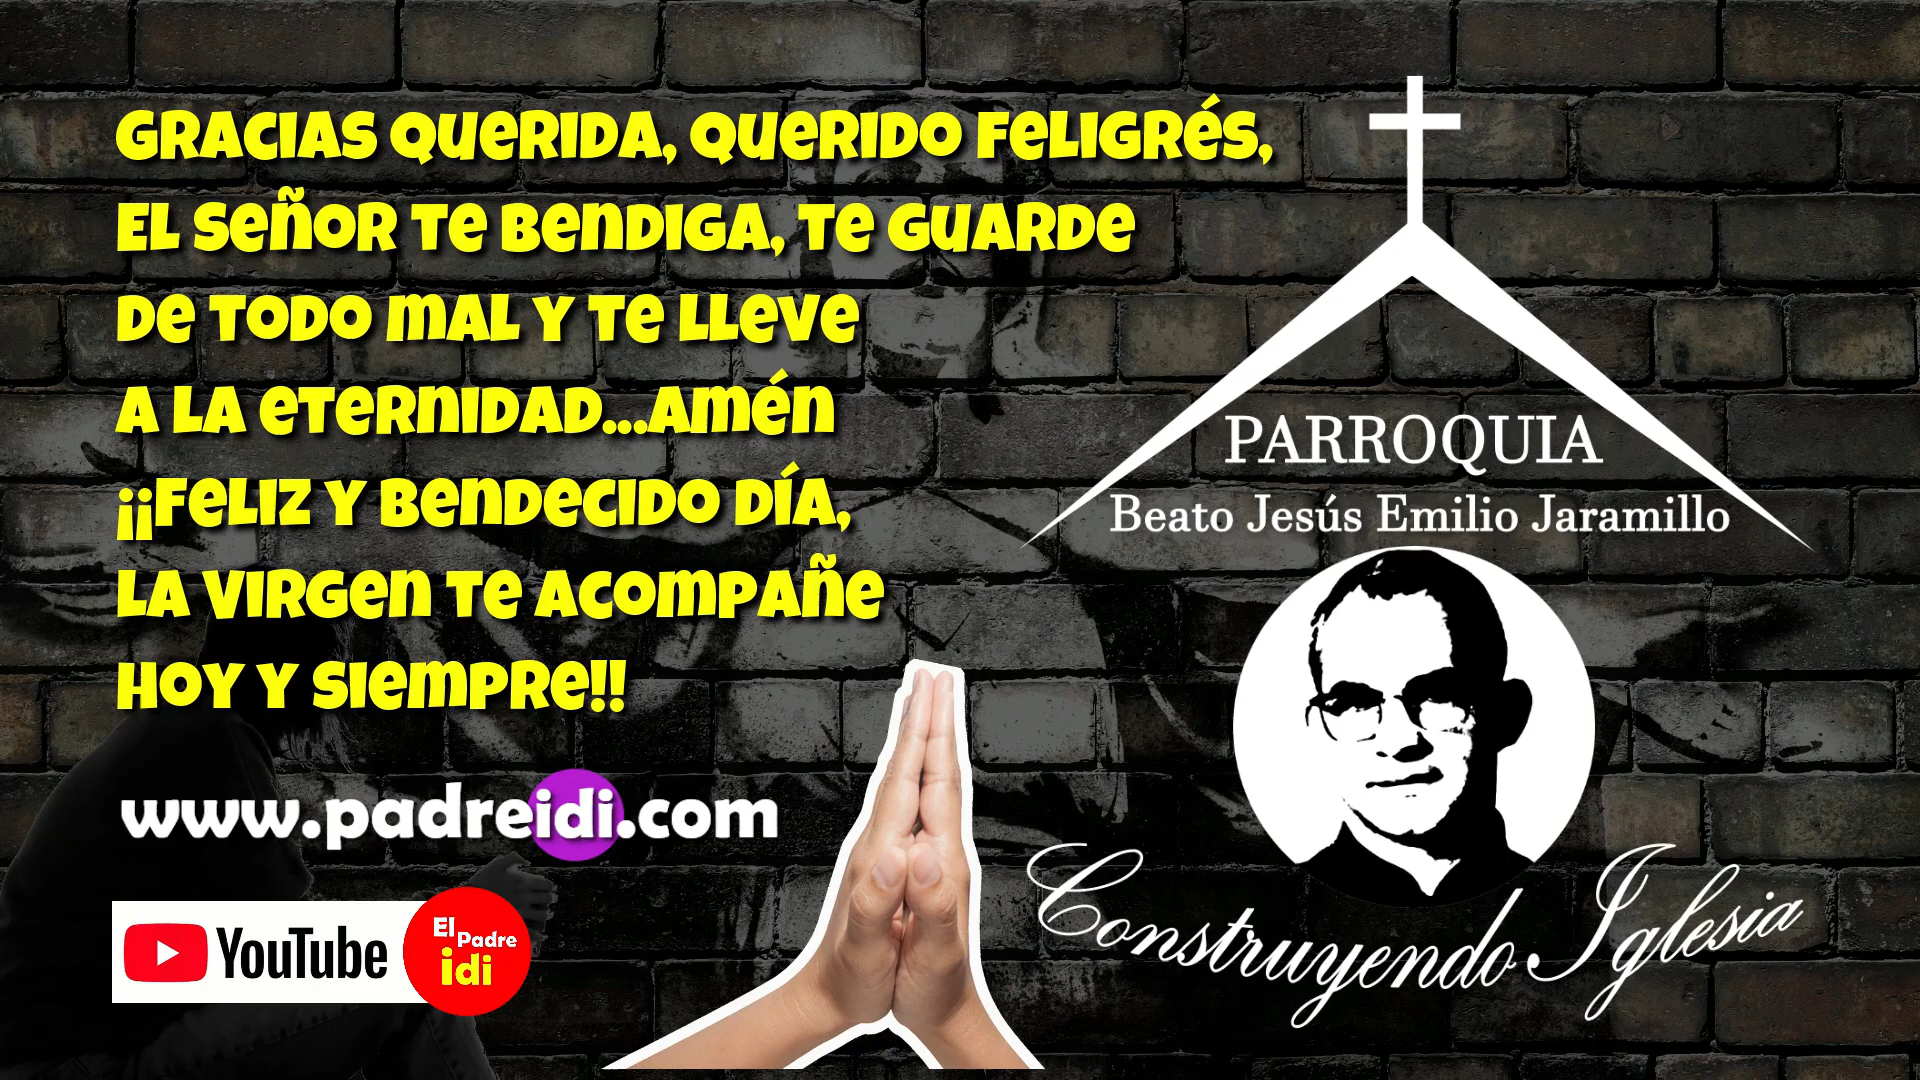 Gracias querida, querido feligrés,
el Señor te bendiga, te guarde
de todo mal y te lleve
a la eternidad...Amén
¡¡Feliz y bendecido día,
la Virgen te acompañe
hoy y siempre!!
www.padreidi.com
YouTube
El Padre
idi
PARROQUIA
Beato Jesús Emilio Jaramillo
Construyendo Iglesia